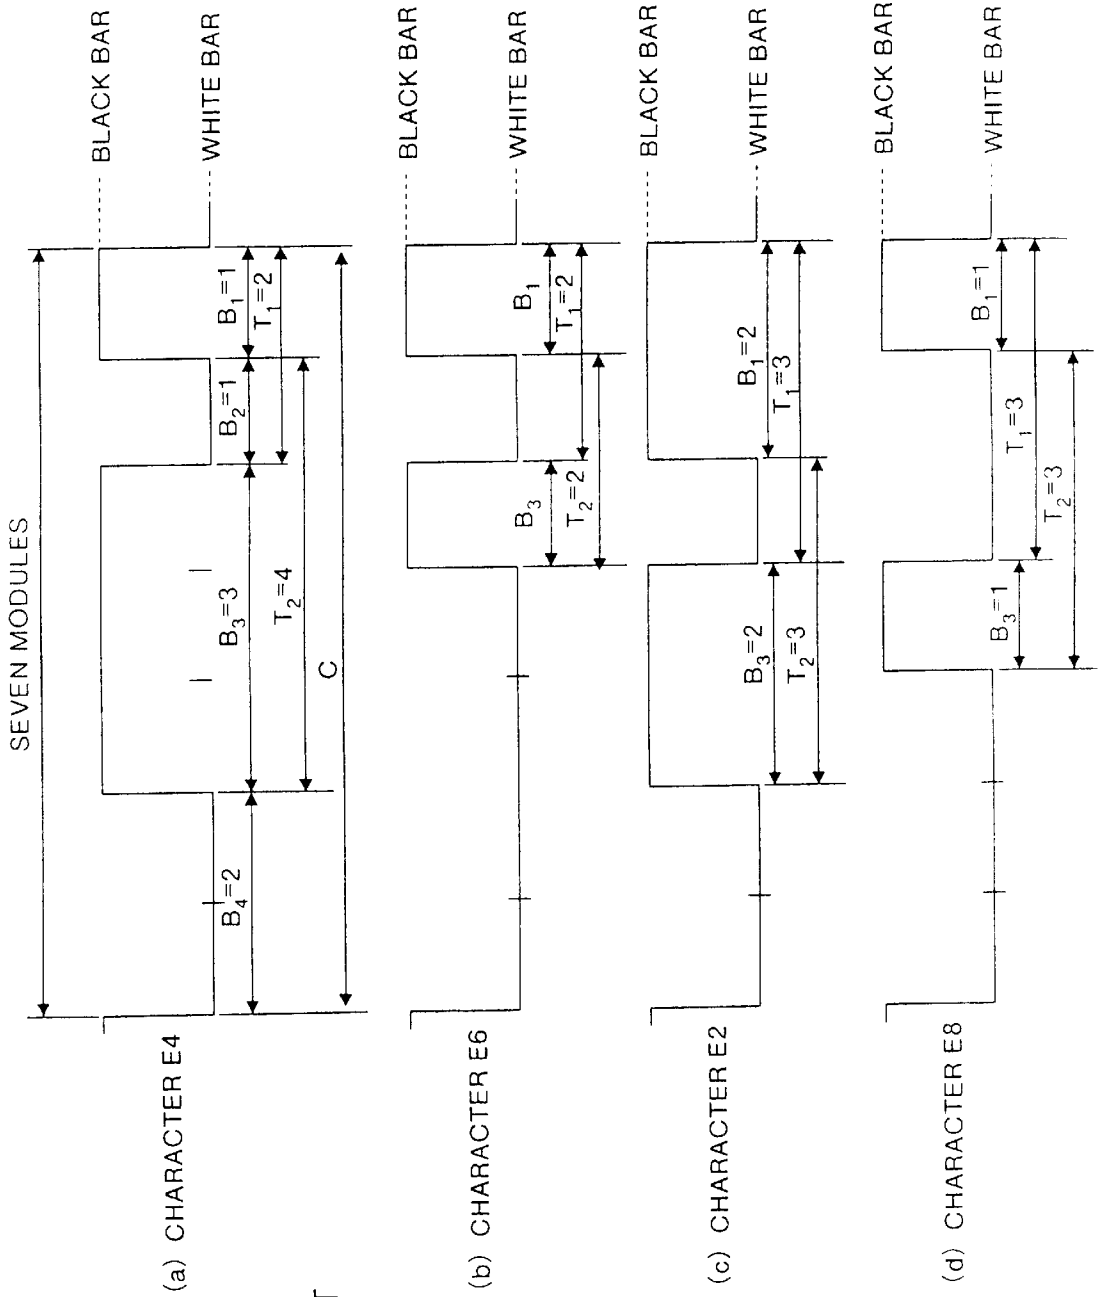 SEVEN MODULES
BLACK BAR
WHITE BAR
B4=2
B3=3
B2=1
B1=1
T1=2
T2=4
C
(a) CHARACTER E4
BLACK BAR
WHITE BAR
B3
B1
T1=2
T2=2
(b) CHARACTER E6
BLACK BAR
WHITE BAR
B3=2
B1=2
T1=3
T2=3
(c) CHARACTER E2
BLACK BAR
WHITE BAR
B3=1
B1=1
T1=3
T2=3
(d) CHARACTER E8